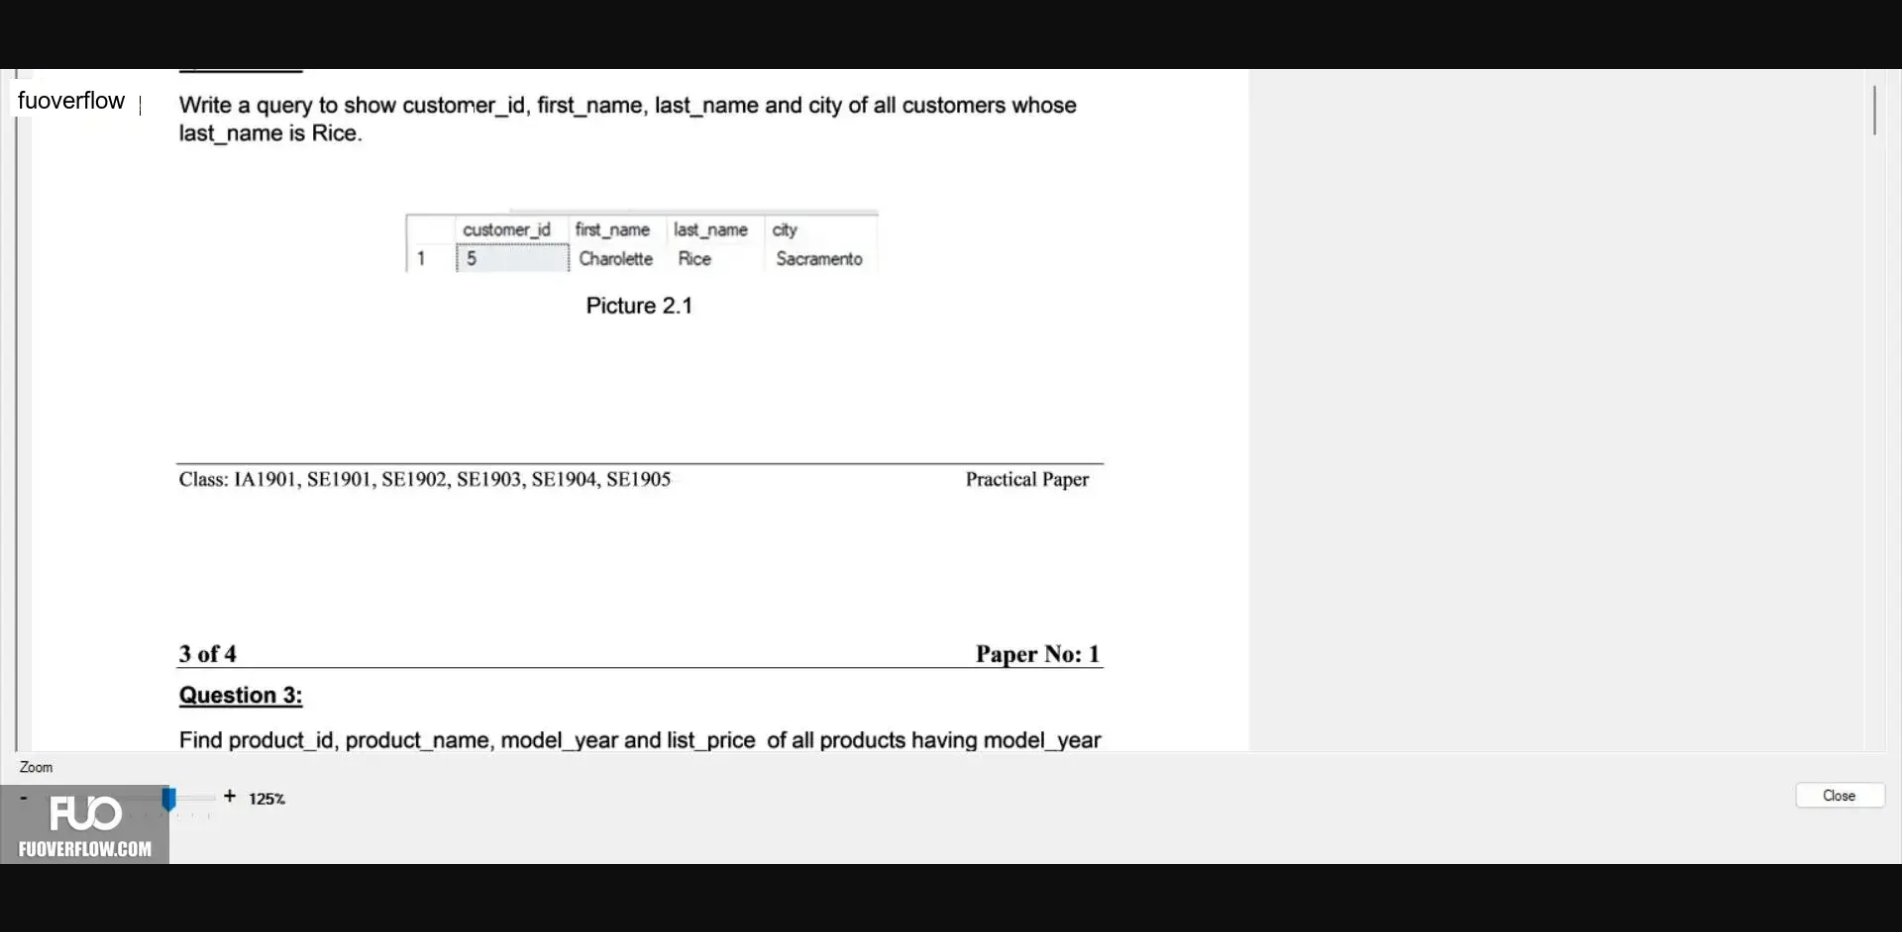 fuoverflow
Write a query to show customer_id, first_name, last_name and city of all customers whose
last_name is Rice.
customer_id first_name last_name city
1 5 Charolette Rice Sacramento
Picture 2.1
Class: IA1901, SE1901, SE1902, SE1903, SE1904, SE1905 Practical Paper
3 of 4 Paper No: 1
Question 3:
Find product_id, product_name, model_year and list_price of all products having model_year
Zoom
- + 125%
Close
FUO
FUOVERFLOW.COM